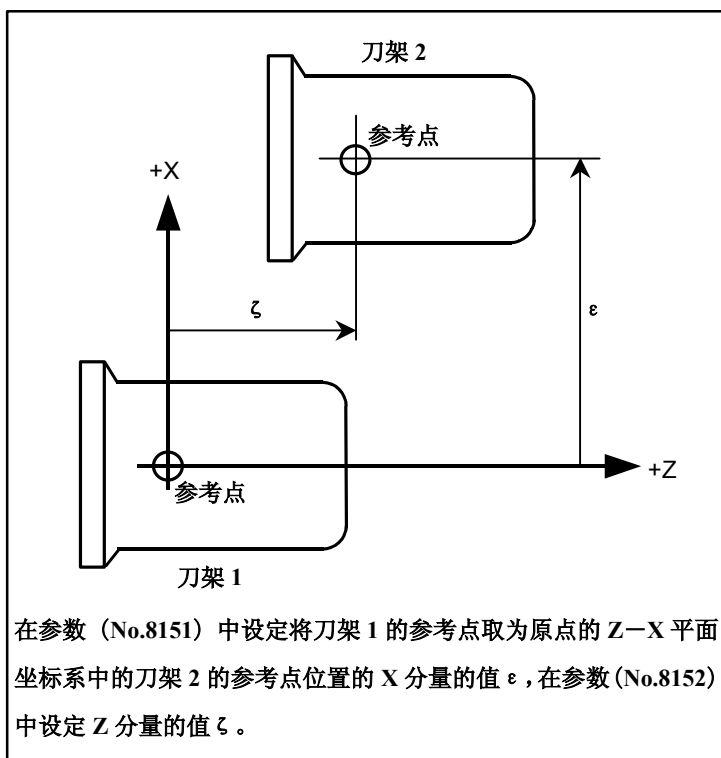 刀架 2
参考点
+X
ζ
ε
+Z
参考点
刀架 1
在参数（No.8151）中设定将刀架 1 的参考点取为原点的 Z－X 平面
坐标系中的刀架 2 的参考点位置的 X 分量的值 ε，在参数(No.8152)
中设定 Z 分量的值 ζ 。